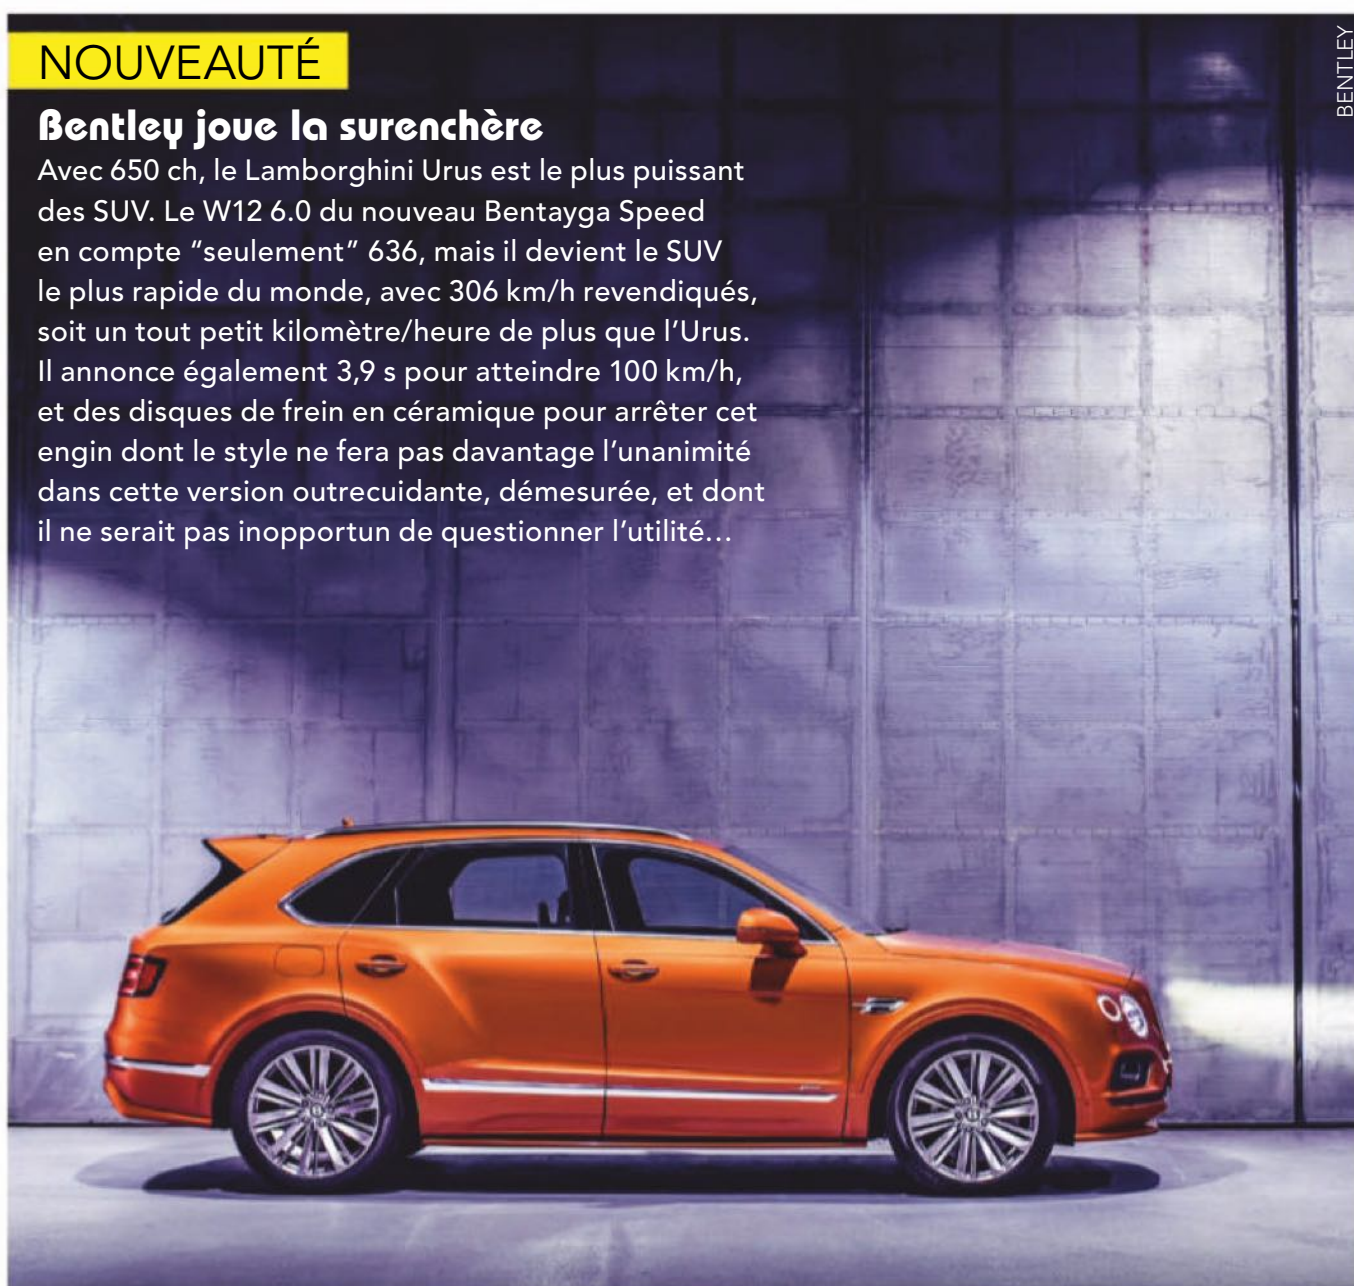 NOUVEAUTÉ
Bentley joue la surenchère
Avec 650 ch, le Lamborghini Urus est le plus puissant
des SUV. Le W12 6.0 du nouveau Bentayga Speed
en compte “seulement” 636, mais il devient le SUV
le plus rapide du monde, avec 306 km/h revendiqués,
soit un tout petit kilomètre/heure de plus que l’Urus.
Il annonce également 3,9 s pour atteindre 100 km/h,
et des disques de frein en céramique pour arrêter cet
engin dont le style ne fera pas davantage l’unanimité
dans cette version outrecuidante, démesurée, et dont
il ne serait pas inopportun de questionner l’utilité…
BENTLEY